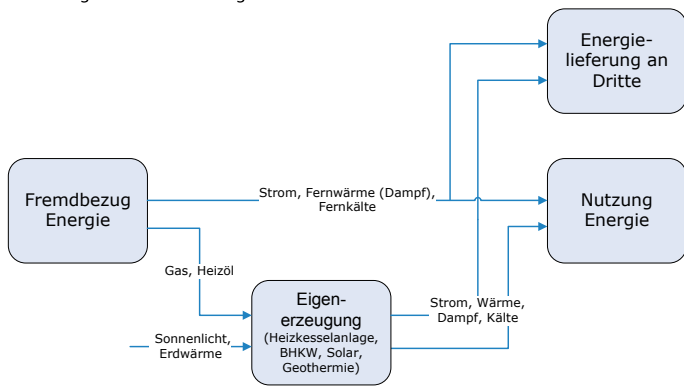 Energie-
lieferung an
Dritte
Fremdbezug
Energie
Strom, Fernwärme (Dampf),
Fernkälte
Nutzung
Energie
Gas, Heizöl
Eigen-
erzeugung
(Heizkesselanlage,
BHKW, Solar,
Geothermie)
Strom, Wärme,
Dampf, Kälte
Sonnenlicht,
Erdwärme